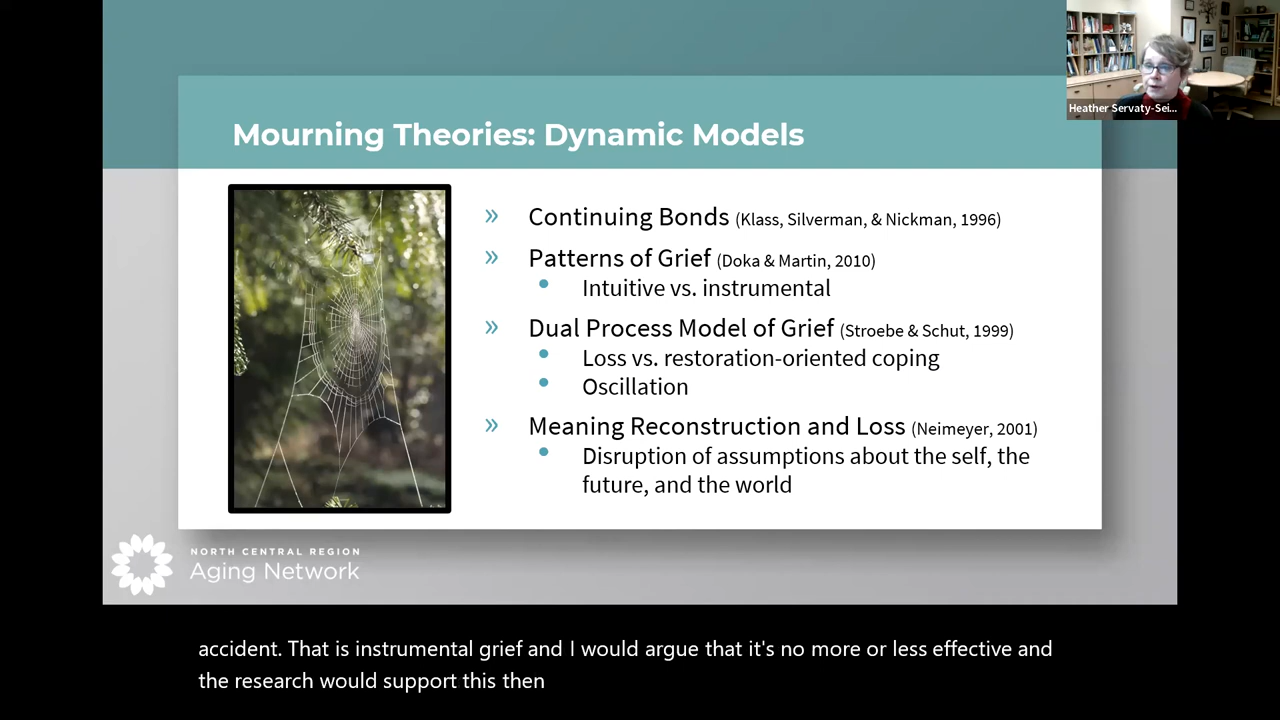 Heather Servaty-Sei...
Mourning Theories: Dynamic Models
» Continuing Bonds (Klass, Silverman, & Nickman, 1996)
» Patterns of Grief (Doka & Martin, 2010)
• Intuitive vs. instrumental
» Dual Process Model of Grief (Stroebe & Schut, 1999)
• Loss vs. restoration-oriented coping
• Oscillation
» Meaning Reconstruction and Loss (Neimeyer, 2001)
• Disruption of assumptions about the self, the
future, and the world
NORTH CENTRAL REGION
Aging Network
accident. That is instrumental grief and I would argue that it's no more or less effective and
the research would support this then